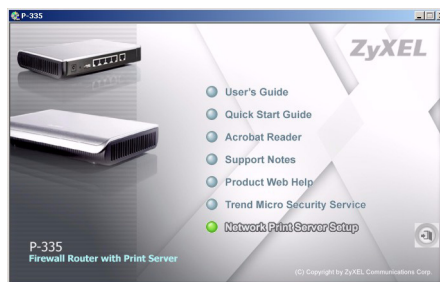 P-335
ZyXEL
User's Guide
Quick Start Guide
Acrobat Reader
Support Notes
Product Web Help
Trend Micro Security Service
Network Print Server Setup
P-335
Firewall Router with Print Server
(C) Copyright by ZyXEL Communications Corp.